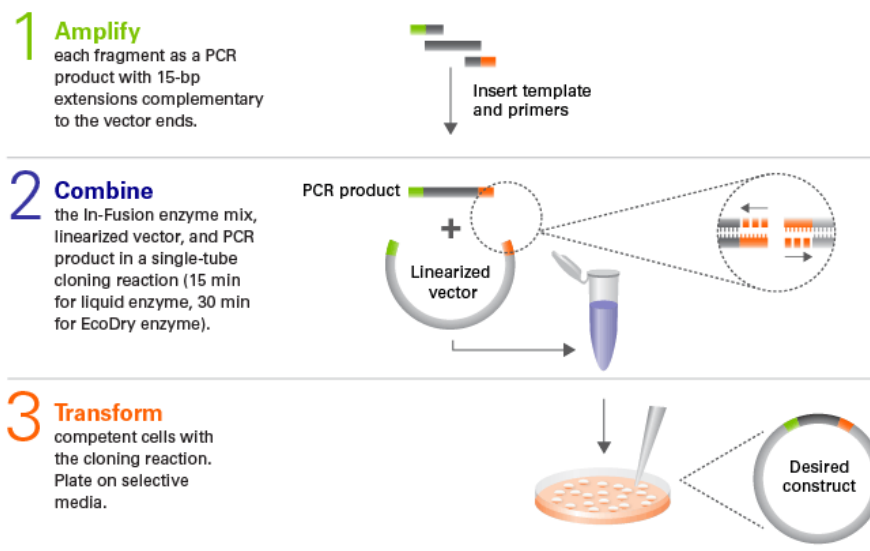 1 Amplify
each fragment as a PCR
product with 15-bp
extensions complementary
to the vector ends.
Insert template
and primers
2 Combine
the In-Fusion enzyme mix,
linearized vector, and PCR
product in a single-tube
cloning reaction (15 min
for liquid enzyme, 30 min
for EcoDry enzyme).
PCR product
+
Linearized
vector
3 Transform
competent cells with
the cloning reaction.
Plate on selective
media.
Desired
construct